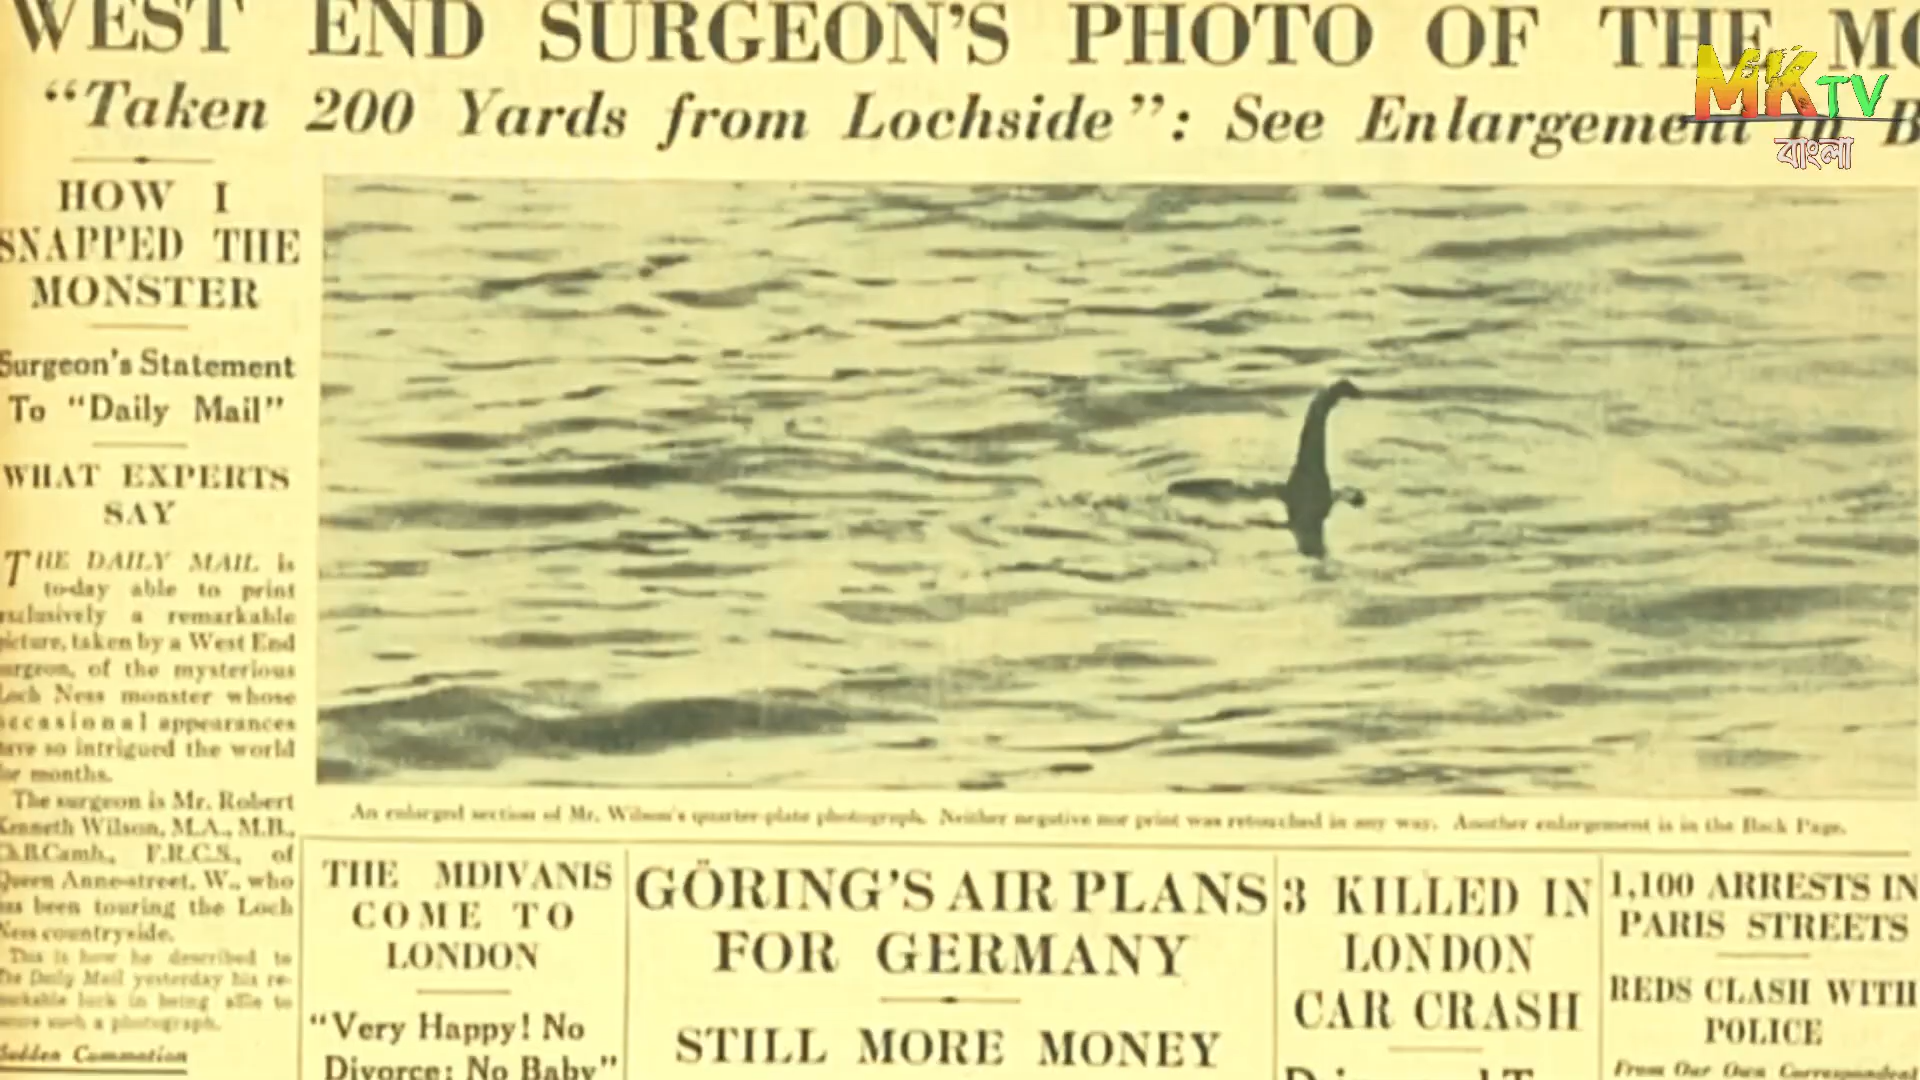 WEST END SURGEON'S PHOTO OF THE
"Taken 200 Yards from Lochside": See Enlargement in B
MK TV
বাংলা
HOW I
SNAPPED THE
MONSTER
Surgeon's Statement
To "Daily Mail"
WHAT EXPERTS
SAY
THE DAILY MAIL is
to-day able to print
exclusively a remarkable
picture, taken by a West End
surgeon, of the mysterious
Loch Ness monster whose
occasional appearances
have so intrigued the world
for months.
The surgeon is Mr. Robert
Kenneth Wilson, M.A., M.B.,
Ch.B.Camb., F.R.C.S., of
Queen Anne-street, W., who
has been touring the Loch
Ness countryside.
This is how he described to
The Daily Mail yesterday his re-
markable luck in being able to
secure such a photograph.
Sudden Commotion
An enlarged section of Mr. Wilson's quarter-plate photograph. Neither negative nor print was retouched in any way. Another enlargement is in the Back Page.
THE MDIVANIS
COME TO
LONDON
"Very Happy! No
Divorce: No Baby"
GÖRING'S AIR PLANS
FOR GERMANY
STILL MORE MONEY
3 KILLED IN
LONDON
CAR CRASH
1,100 ARRESTS IN
PARIS STREETS
REDS CLASH WITH
POLICE
From Our Own Correspondent